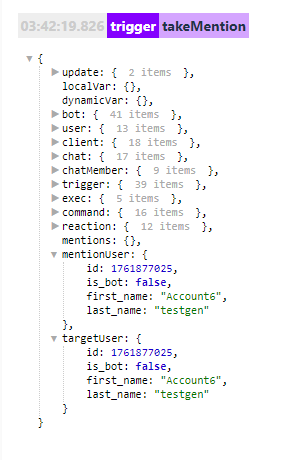 03:42:19.826 trigger takeMention
▼ {
▶ update: { 2 items },
localVar: {},
dynamicVar: {},
▶ bot: { 41 items },
▶ user: { 13 items },
▶ client: { 18 items },
▶ chat: { 17 items },
▶ chatMember: { 9 items },
▶ trigger: { 39 items },
▶ exec: { 5 items },
▶ command: { 16 items },
▶ reaction: { 12 items },
mentions: {},
▼ mentionUser: {
id: 1761877025,
is_bot: false,
first_name: "Account6",
last_name: "testgen"
},
▼ targetUser: {
id: 1761877025,
is_bot: false,
first_name: "Account6",
last_name: "testgen"
}
}